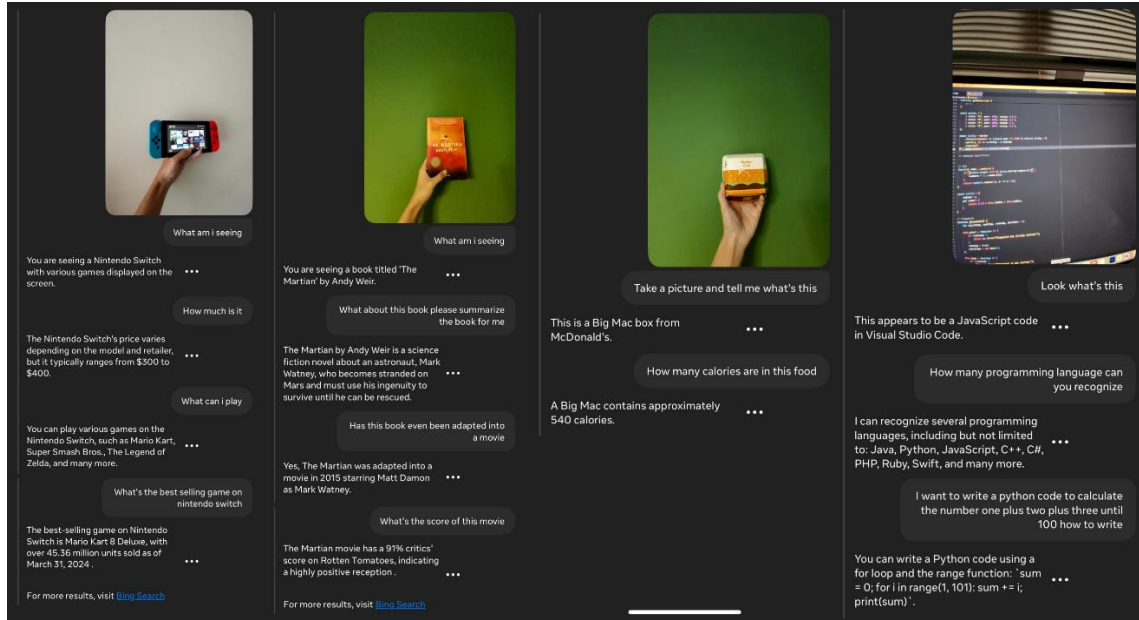 What am i seeing
You are seeing a Nintendo Switch
with various games displayed on the
screen.
How much is it
The Nintendo Switch's price varies
depending on the model and retailer,
but it typically ranges from $300 to
$400.
What can i play
You can play various games on the
Nintendo Switch, such as Mario Kart,
Super Smash Bros., The Legend of
Zelda, and many more.
What's the best selling game on
nintendo switch
The best-selling game on Nintendo
Switch is Mario Kart 8 Deluxe, with
over 45.36 million units sold as of
March 31, 2024 .
For more results, visit Bing Search
What am i seeing
You are seeing a book titled 'The
Martian' by Andy Weir.
What about this book please summarize
the book for me
The Martian by Andy Weir is a science
fiction novel about an astronaut, Mark
Watney, who becomes stranded on
Mars and must use his ingenuity to
survive until he can be rescued.
Has this book even been adapted into
a movie
Yes, The Martian was adapted into a
movie in 2015 starring Matt Damon
as Mark Watney.
What's the score of this movie
The Martian movie has a 91% critics'
score on Rotten Tomatoes, indicating
a highly positive reception .
For more results, visit Bing Search
Take a picture and tell me what's this
This is a Big Mac box from
McDonald's.
How many calories are in this food
A Big Mac contains approximately
540 calories.
Look what's this
This appears to be a JavaScript code
in Visual Studio Code.
How many programming language can
you recognize
I can recognize several programming
languages, including but not limited
to: Java, Python, JavaScript, C++, C#,
PHP, Ruby, Swift, and many more.
I want to write a python code to calculate
the number one plus two plus three until
100 how to write
You can write a Python code using a
for loop and the range function: `sum
= 0; for i in range(1, 101): sum += i;
print(sum)`.